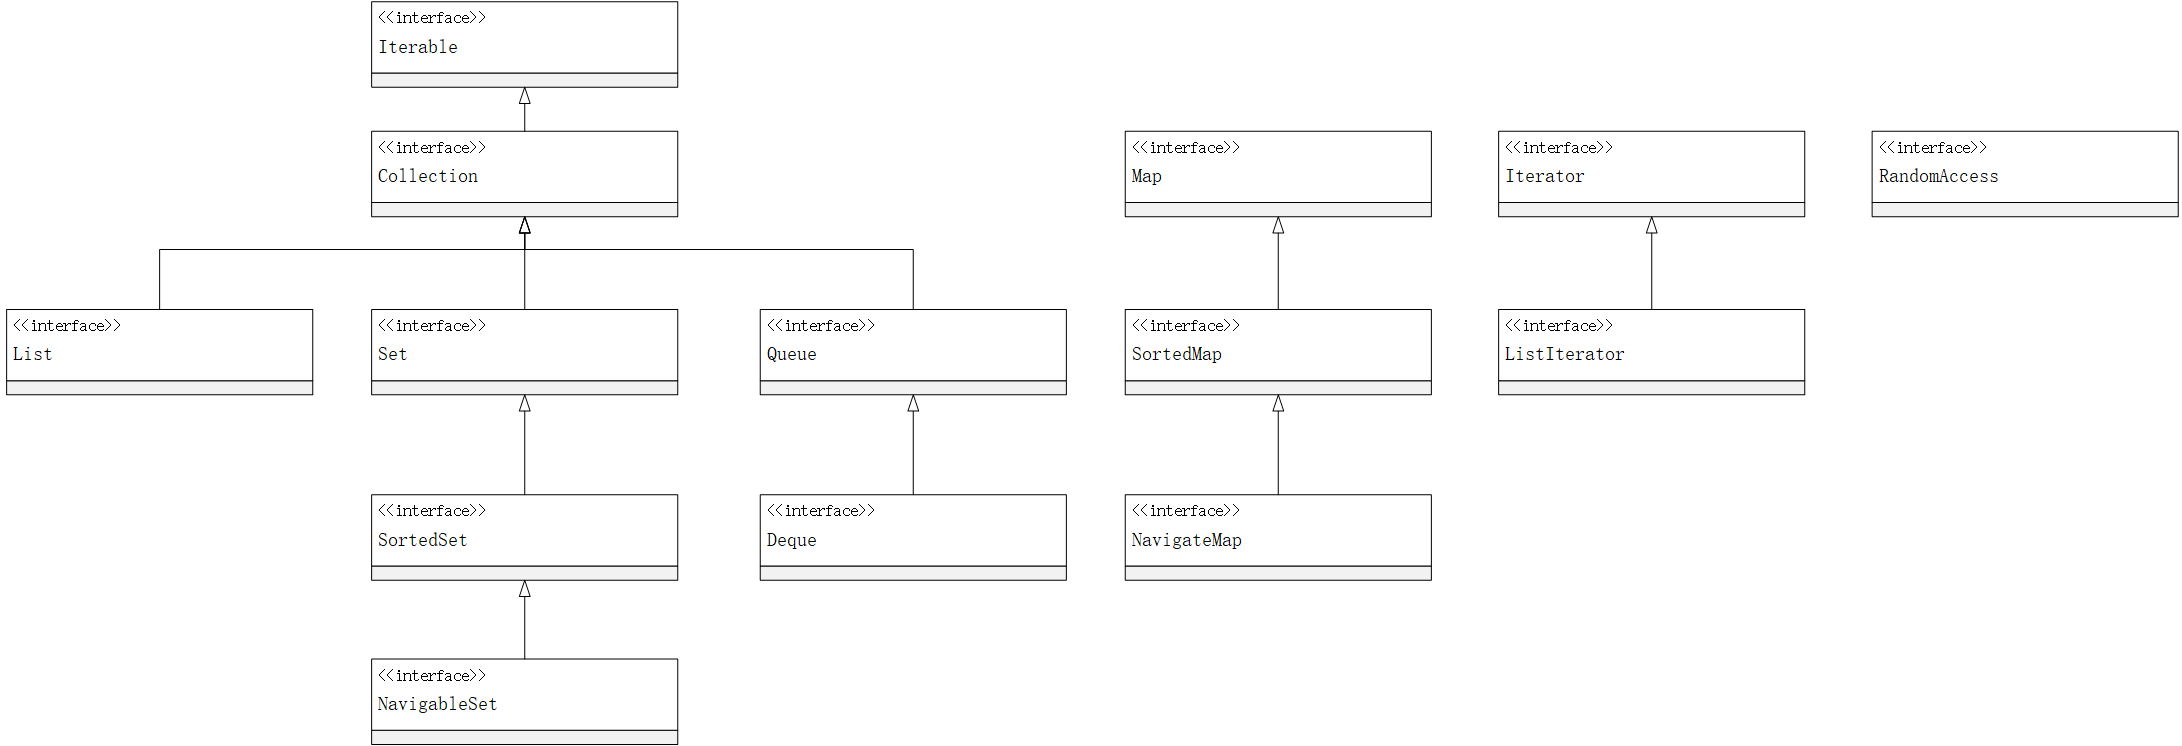 <<interface>>
Iterable
<<interface>>
Collection
<<interface>>
Map
<<interface>>
Iterator
<<interface>>
RandomAccess
<<interface>>
List
<<interface>>
Set
<<interface>>
Queue
<<interface>>
SortedMap
<<interface>>
ListIterator
<<interface>>
SortedSet
<<interface>>
Deque
<<interface>>
NavigateMap
<<interface>>
NavigableSet